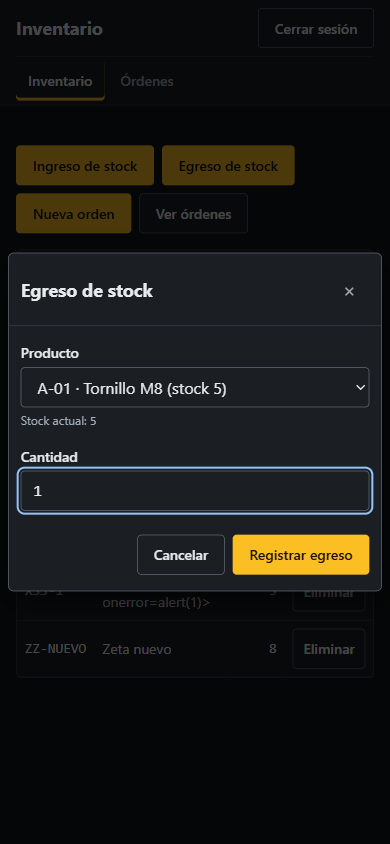 Inventario
Cerrar sesión
Inventario
Órdenes
Ingreso de stock
Egreso de stock
Nueva orden
Ver órdenes
Egreso de stock
×
Producto
A-01 · Tornillo M8 (stock 5)
Stock actual: 5
Cantidad
1
Cancelar
Registrar egreso
onerror=alert(1)>
Eliminar
ZZ-NUEVO
Zeta nuevo
8
Eliminar